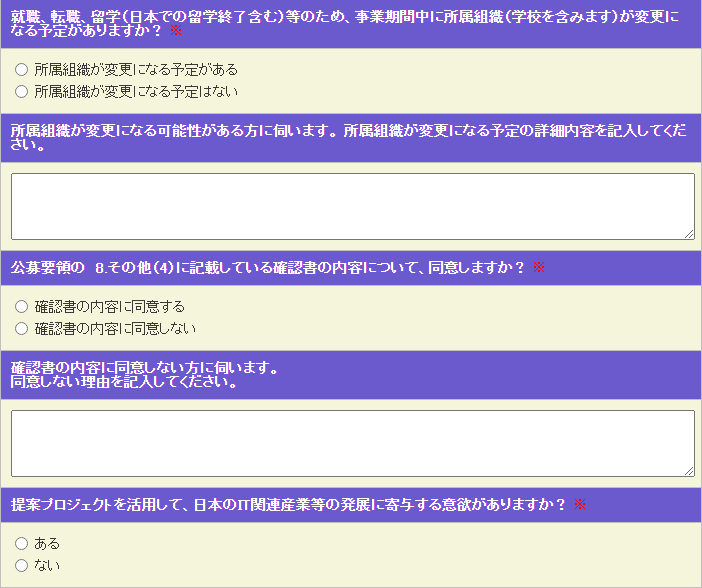 就職、転職、留学(日本での留学終了含む)等のため、事業期間中に所属組織(学校を含みます)が変更に
なる予定がありますか? ※
所属組織が変更になる予定がある
所属組織が変更になる予定はない
所属組織が変更になる可能性がある方に伺います。所属組織が変更になる予定の詳細内容を記入してくだ
さい。
公募要領の 8.その他(4)に記載している確認書の内容について、同意しますか? ※
確認書の内容に同意する
確認書の内容に同意しない
確認書の内容に同意しない方に伺います。
同意しない理由を記入してください。
提案プロジェクトを活用して、日本のIT関連産業等の発展に寄与する意欲がありますか? ※
ある
ない